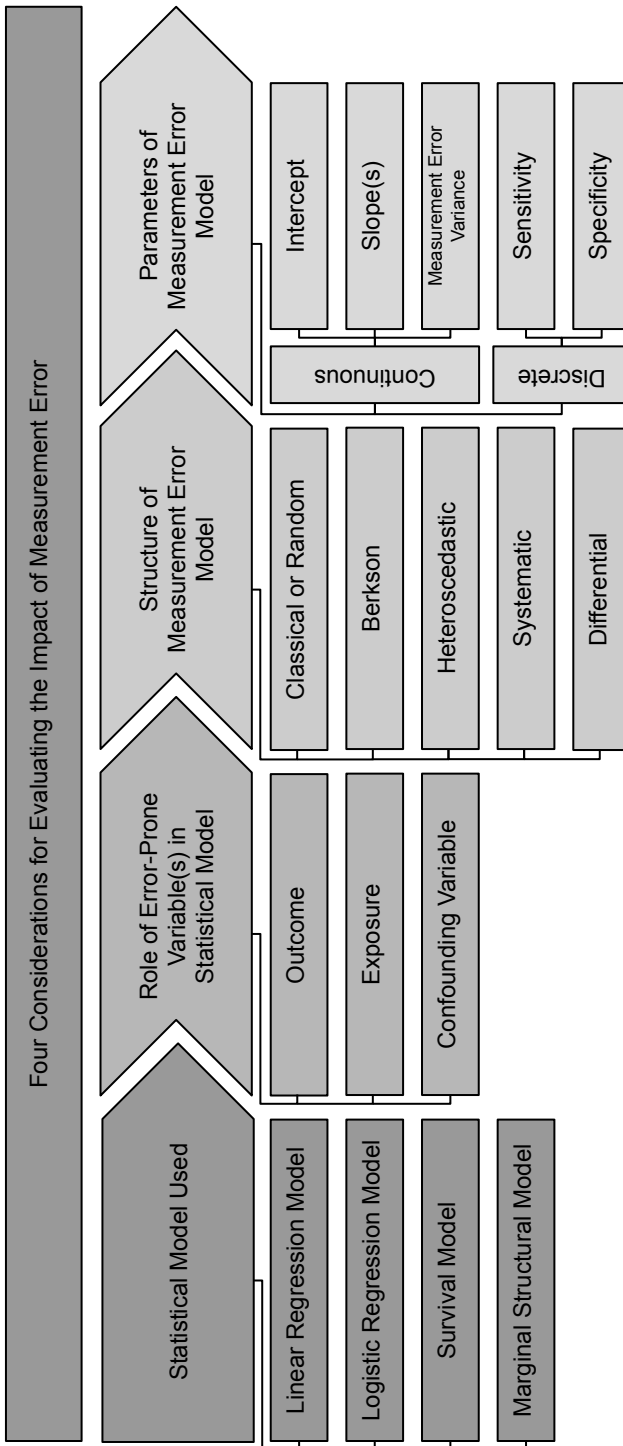 Four Considerations for Evaluating the Impact of Measurement Error
Statistical Model Used
Linear Regression Model
Logistic Regression Model
Survival Model
Marginal Structural Model
Role of Error-Prone
Variable(s) in
Statistical Model
Outcome
Exposure
Confounding Variable
Structure of
Measurement Error
Model
Classical or Random
Berkson
Heteroscedastic
Systematic
Differential
Parameters of
Measurement Error
Model
Continuous
Intercept
Slope(s)
Measurement Error
Variance
Discrete
Sensitivity
Specificity